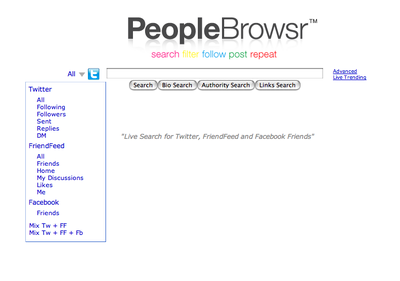 PeopleBrowsr™
search filter follow post repeat
All
Advanced
Live Trending
Search
Bio Search
Authority Search
Links Search
Twitter
All
Following
Followers
Sent
Replies
DM
FriendFeed
All
Friends
Home
My Discussions
Likes
Me
Facebook
Friends
Mix Tw + FF
Mix Tw + FF + Fb
"Live Search for Twitter, FriendFeed and Facebook Friends"